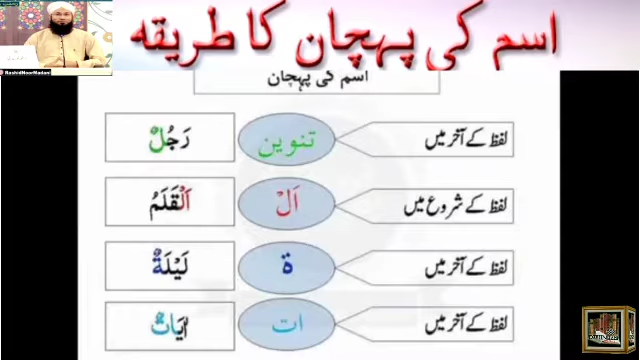 اسم کی پہچان کا طریقہ
RashidNoorMadani
اسم کی پہچان
لفظ کے آخر میں تنوین رَجُلٌ
لفظ کے شروع میں اَلْ اَلْقَلَمُ
لفظ کے آخر میں ة لَيْلَةٌ
لفظ کے آخر میں ات اٰيَاتٌ